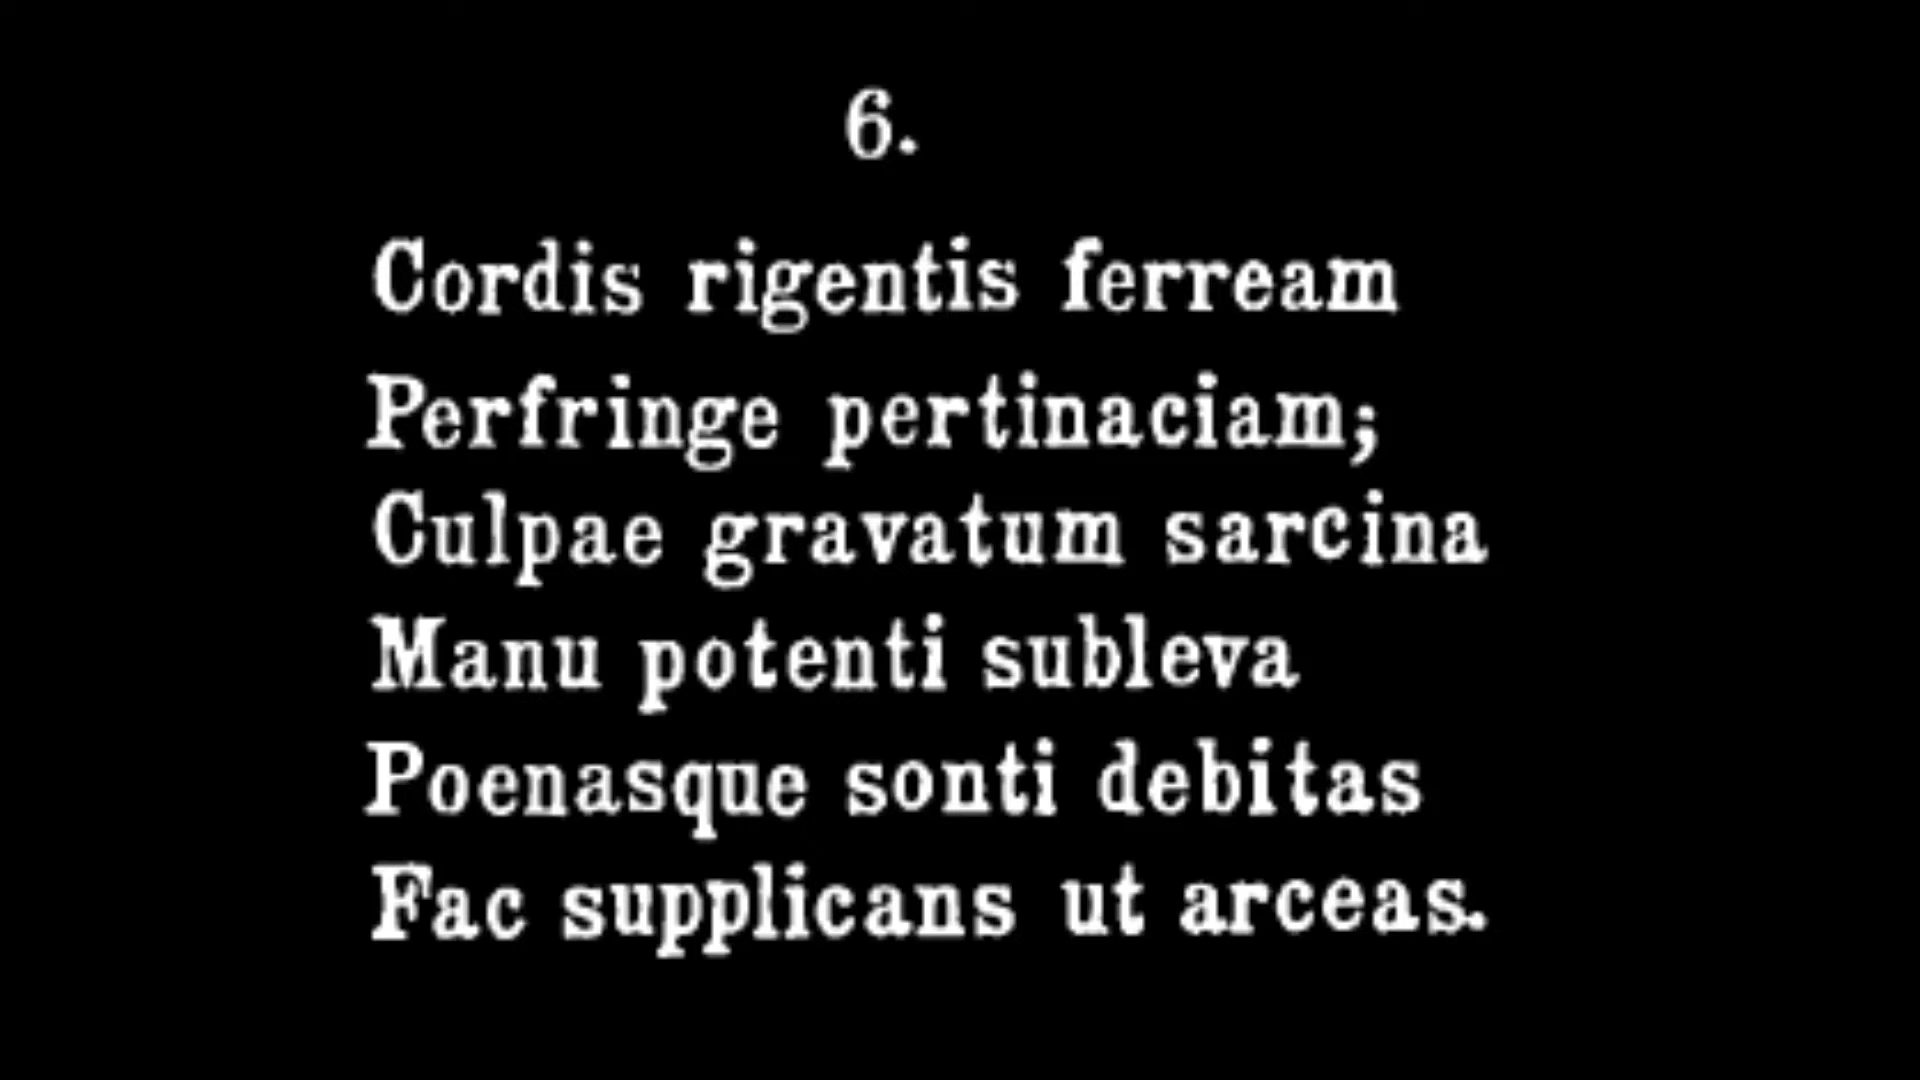 6.
Cordis rigentis ferream
Perfringe pertinaciam;
Culpae gravatum sarcina
Manu potenti subleva
Poenasque sonti debitas
Fac supplicans ut arceas.